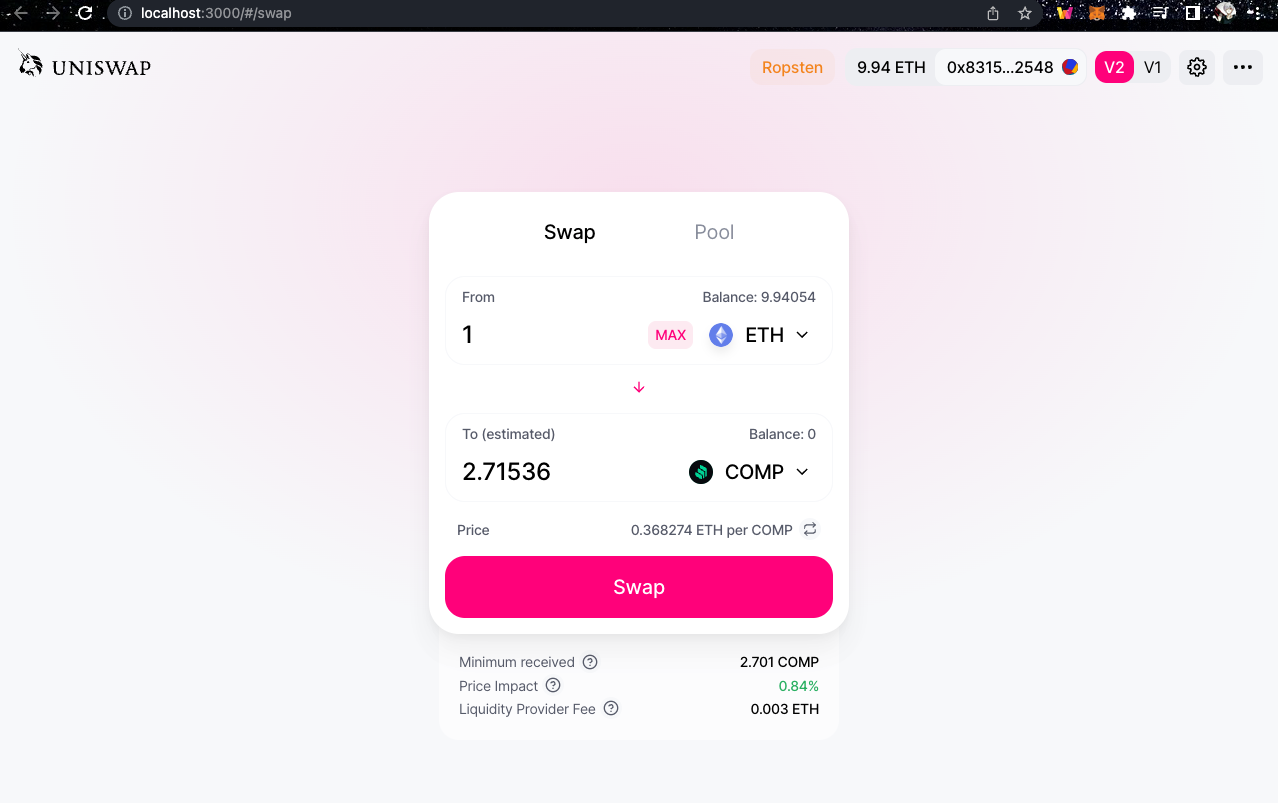 localhost:3000/#/swap
UNISWAP
Ropsten
9.94 ETH
0x8315...2548
V2
V1
Swap
Pool
From
Balance: 9.94054
1
MAX
ETH
To (estimated)
Balance: 0
2.71536
COMP
Price
0.368274 ETH per COMP
Swap
Minimum received
2.701 COMP
Price Impact
0.84%
Liquidity Provider Fee
0.003 ETH